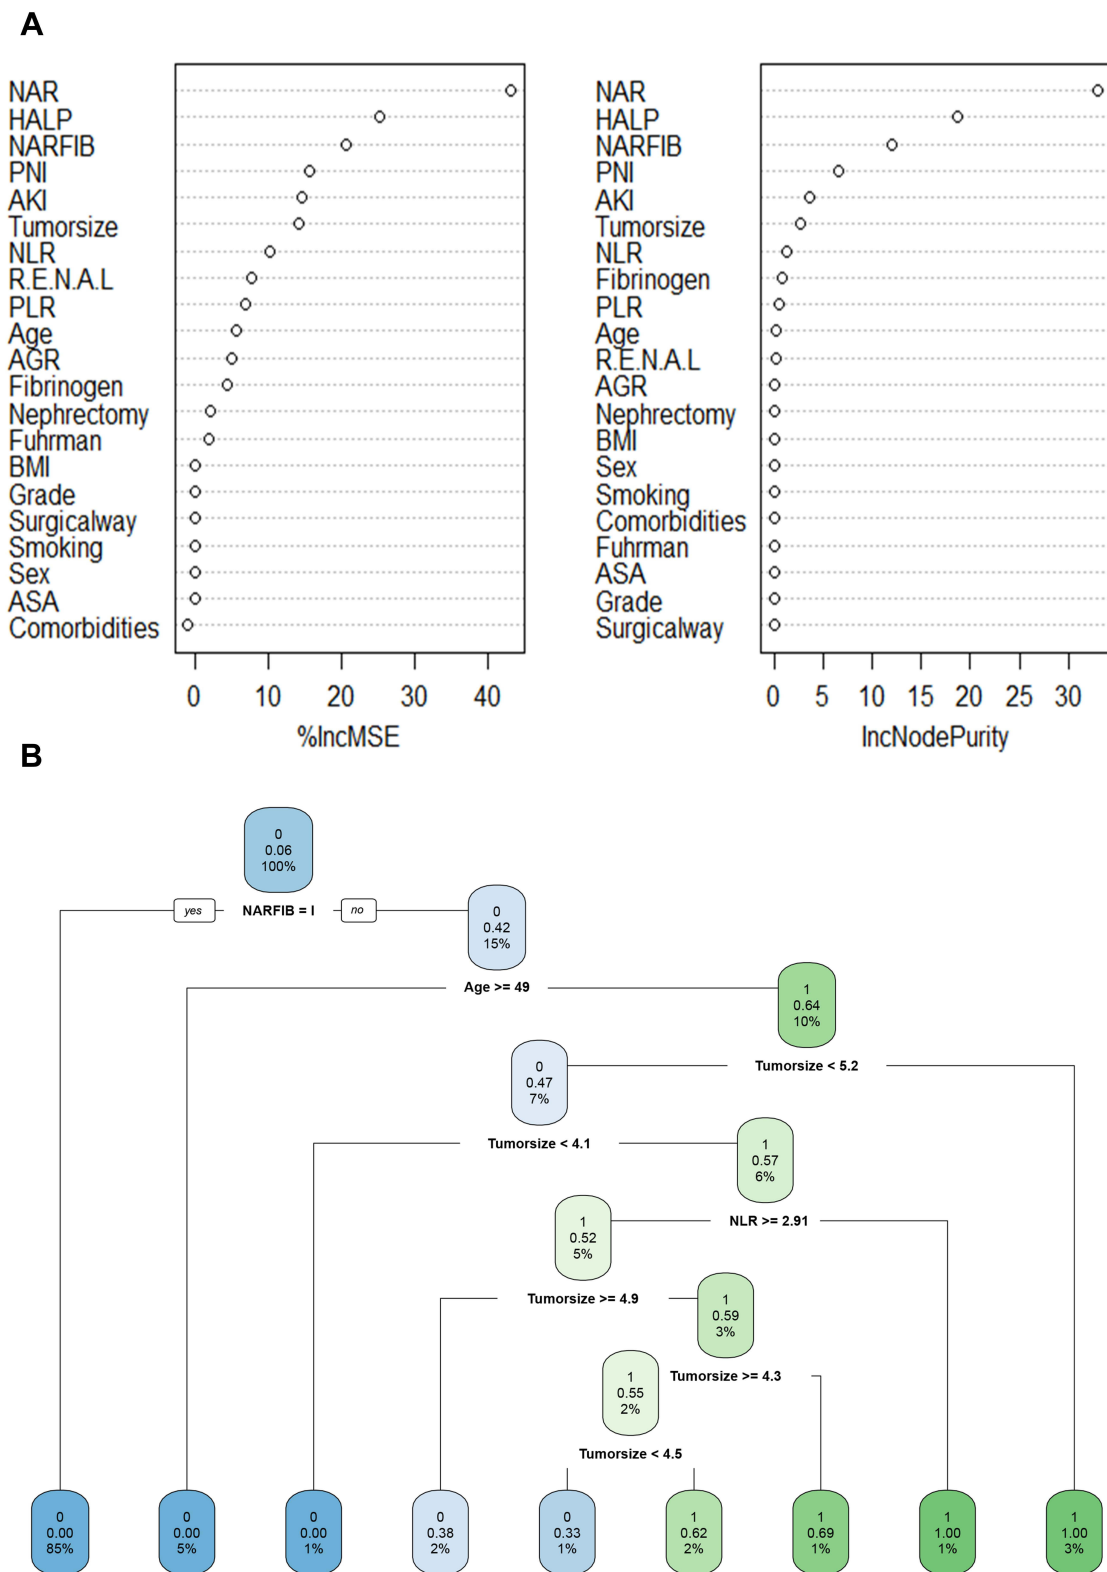 A
NAR
HALP
NARFIB
PNI
AKI
Tumorsize
NLR
R.E.N.A.L
PLR
Age
AGR
Fibrinogen
Nephrectomy
Fuhrman
BMI
Grade
Surgicalway
Smoking
Sex
ASA
Comorbidities
0 10 20 30 40
%IncMSE
NAR
HALP
NARFIB
PNI
AKI
Tumorsize
NLR
Fibrinogen
PLR
Age
R.E.N.A.L
AGR
Nephrectomy
BMI
Sex
Smoking
Comorbidities
Fuhrman
ASA
Grade
Surgicalway
0 5 10 15 20 25 30
IncNodePurity
B
0
0.06
100%
yes NARFIB = I no
0
0.42
15%
Age >= 49
1
0.64
10%
Tumorsize < 5.2
0
0.47
7%
Tumorsize < 4.1
1
0.57
6%
NLR >= 2.91
1
0.52
5%
Tumorsize >= 4.9
1
0.59
3%
Tumorsize >= 4.3
1
0.55
2%
Tumorsize < 4.5
0
0.00
85%
0
0.00
5%
0
0.00
1%
0
0.38
2%
0
0.33
1%
1
0.62
2%
1
0.69
1%
1
1.00
1%
1
1.00
3%